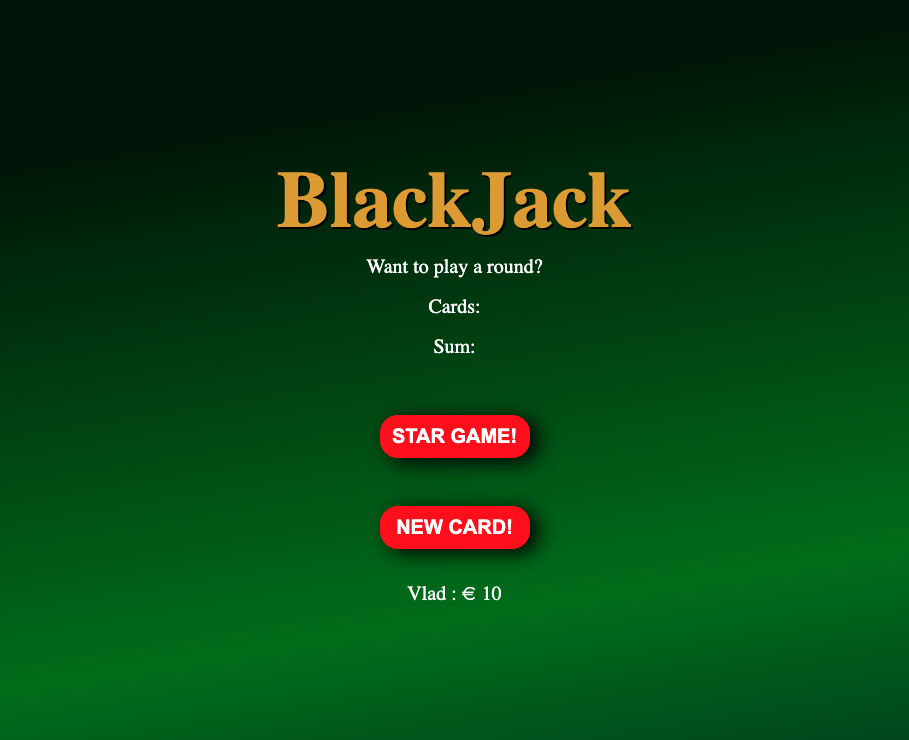 BlackJack
Want to play a round?
Cards:
Sum:
STAR GAME!
NEW CARD!
Vlad : € 10